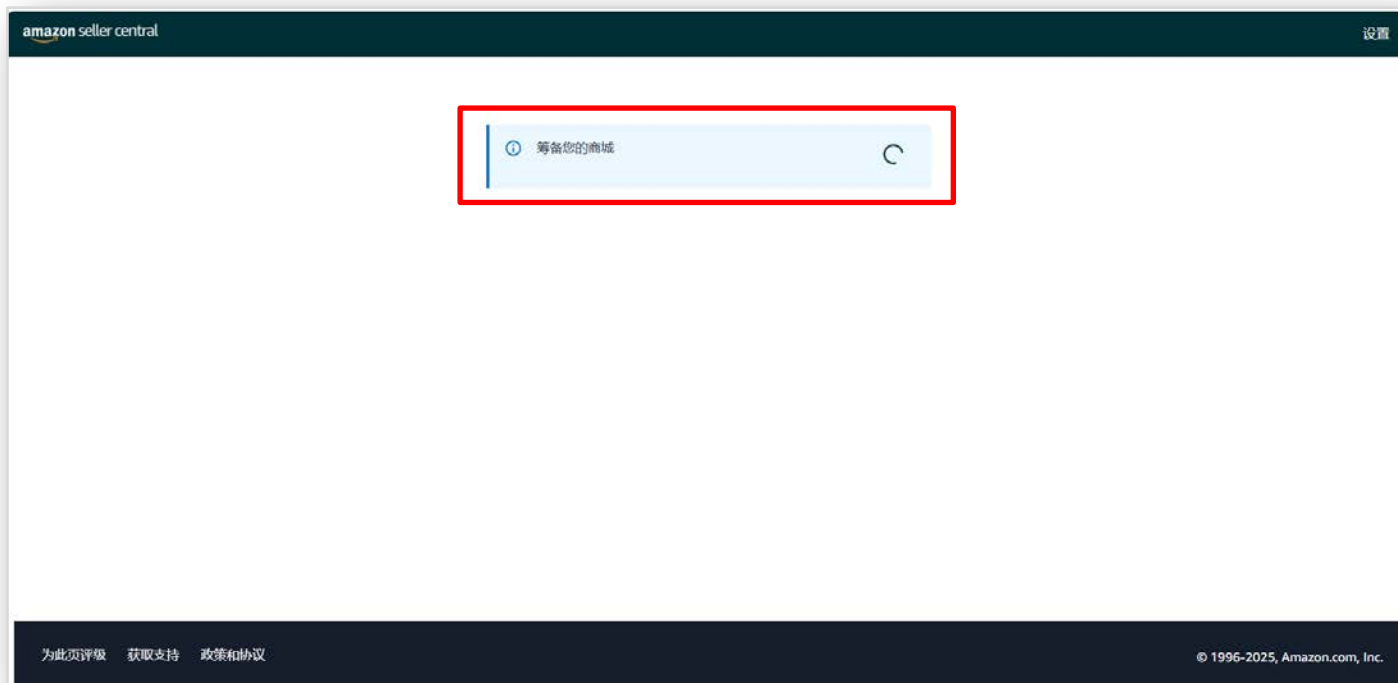 amazon seller central
设置
筹备您的商城
为此页评级 获取支持 政策和协议
© 1996-2025, Amazon.com, Inc.